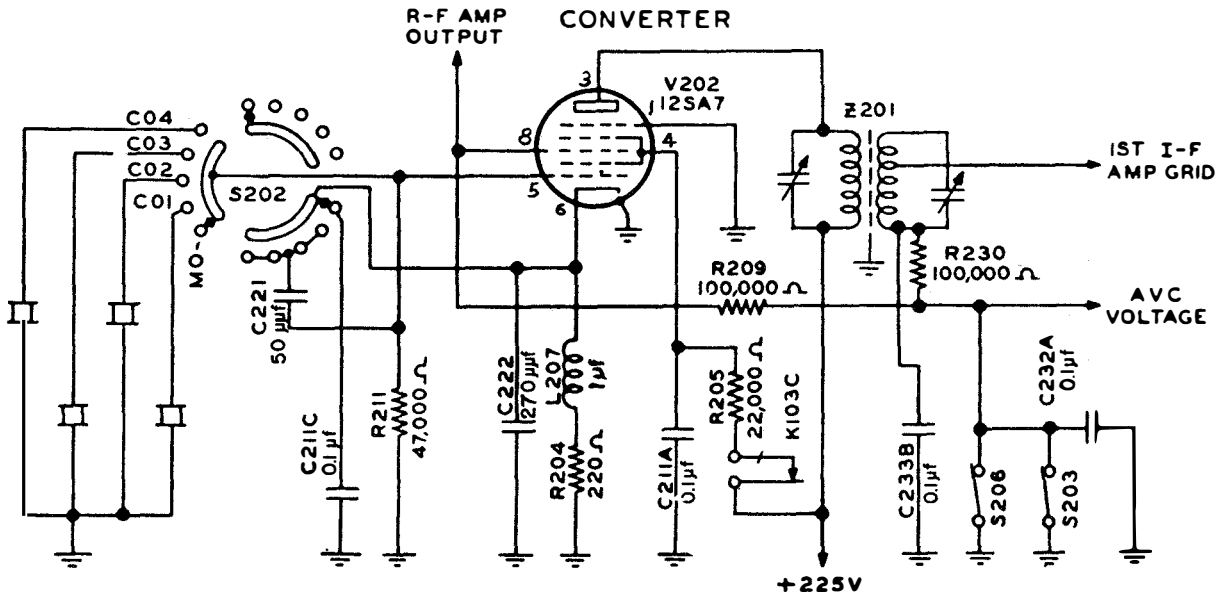 R-F AMP
OUTPUT
CONVERTER
3
V202
12SA7
1
8
4
5
6
Z201
1ST I-F
AMP GRID
C04
C03
C02
C01
S202
MO
C221
50 μμf
C211C
0.1 μf
R211
47,000 Ω
C222
270 μμf
L207
1 μf
R204
220 Ω
R209
100,000 Ω
R205
22,000 Ω
K103C
C211A
0.1 μf
R230
100,000 Ω
AVC
VOLTAGE
C233B
0.1 μf
C232A
0.1 μf
S206
S203
+225V